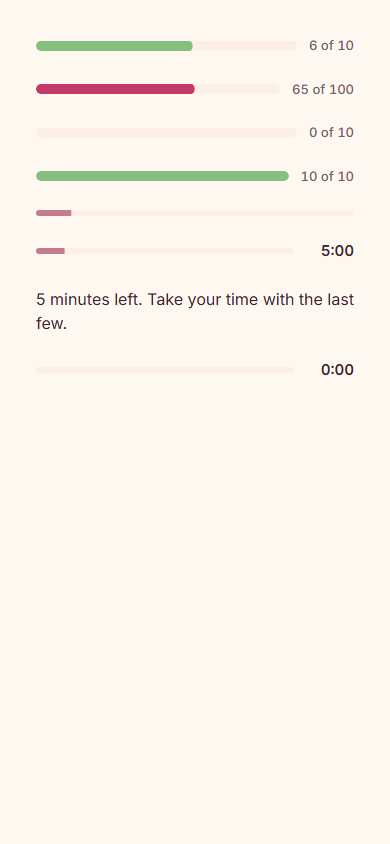 6 of 10
65 of 100
0 of 10
10 of 10
5:00
5 minutes left. Take your time with the last
few.
0:00